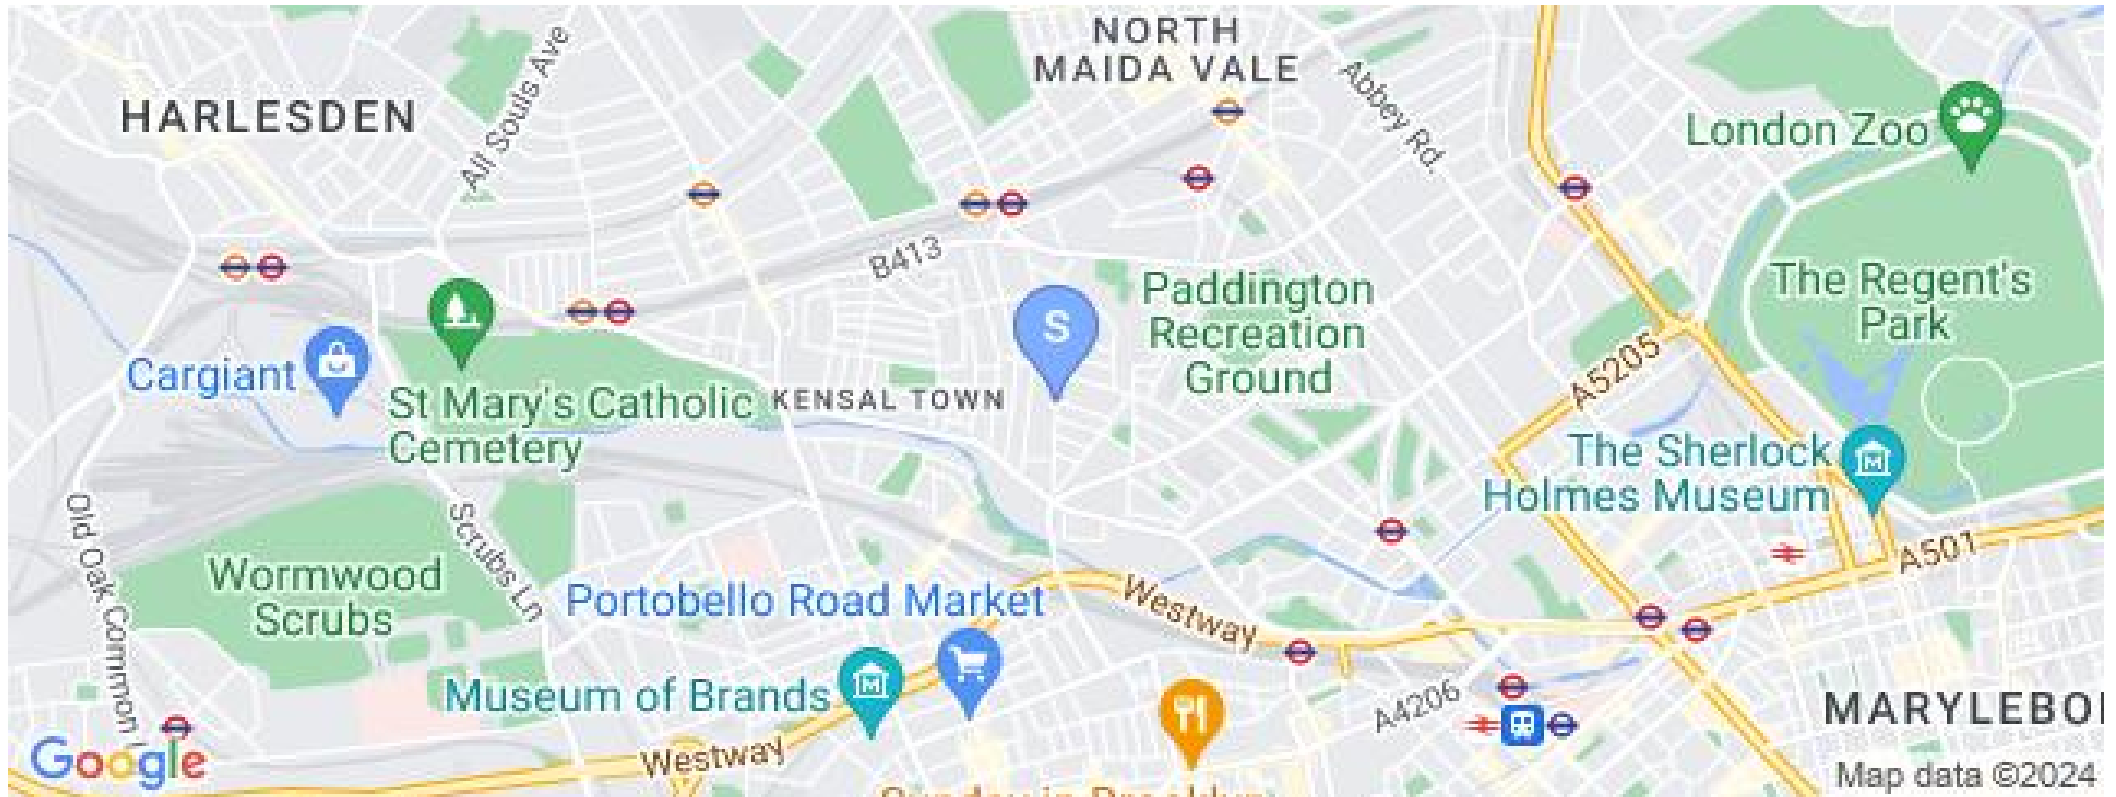 NORTH
MAIDA VALE
HARLESDEN
All Souls Ave
Abbey Rd.
London Zoo
B413
Paddington
Recreation
Ground
The Regent's
Park
S
Cargiant
St Mary's Catholic
Cemetery
KENSAL TOWN
A5205
The Sherlock
Holmes Museum
Old Oak Common
Scrubs Ln
Wormwood
Scrubs
Portobello Road Market
Westway
A501
Museum of Brands
A4206
MARYLEBO
Westway
Google
Map data ©2024